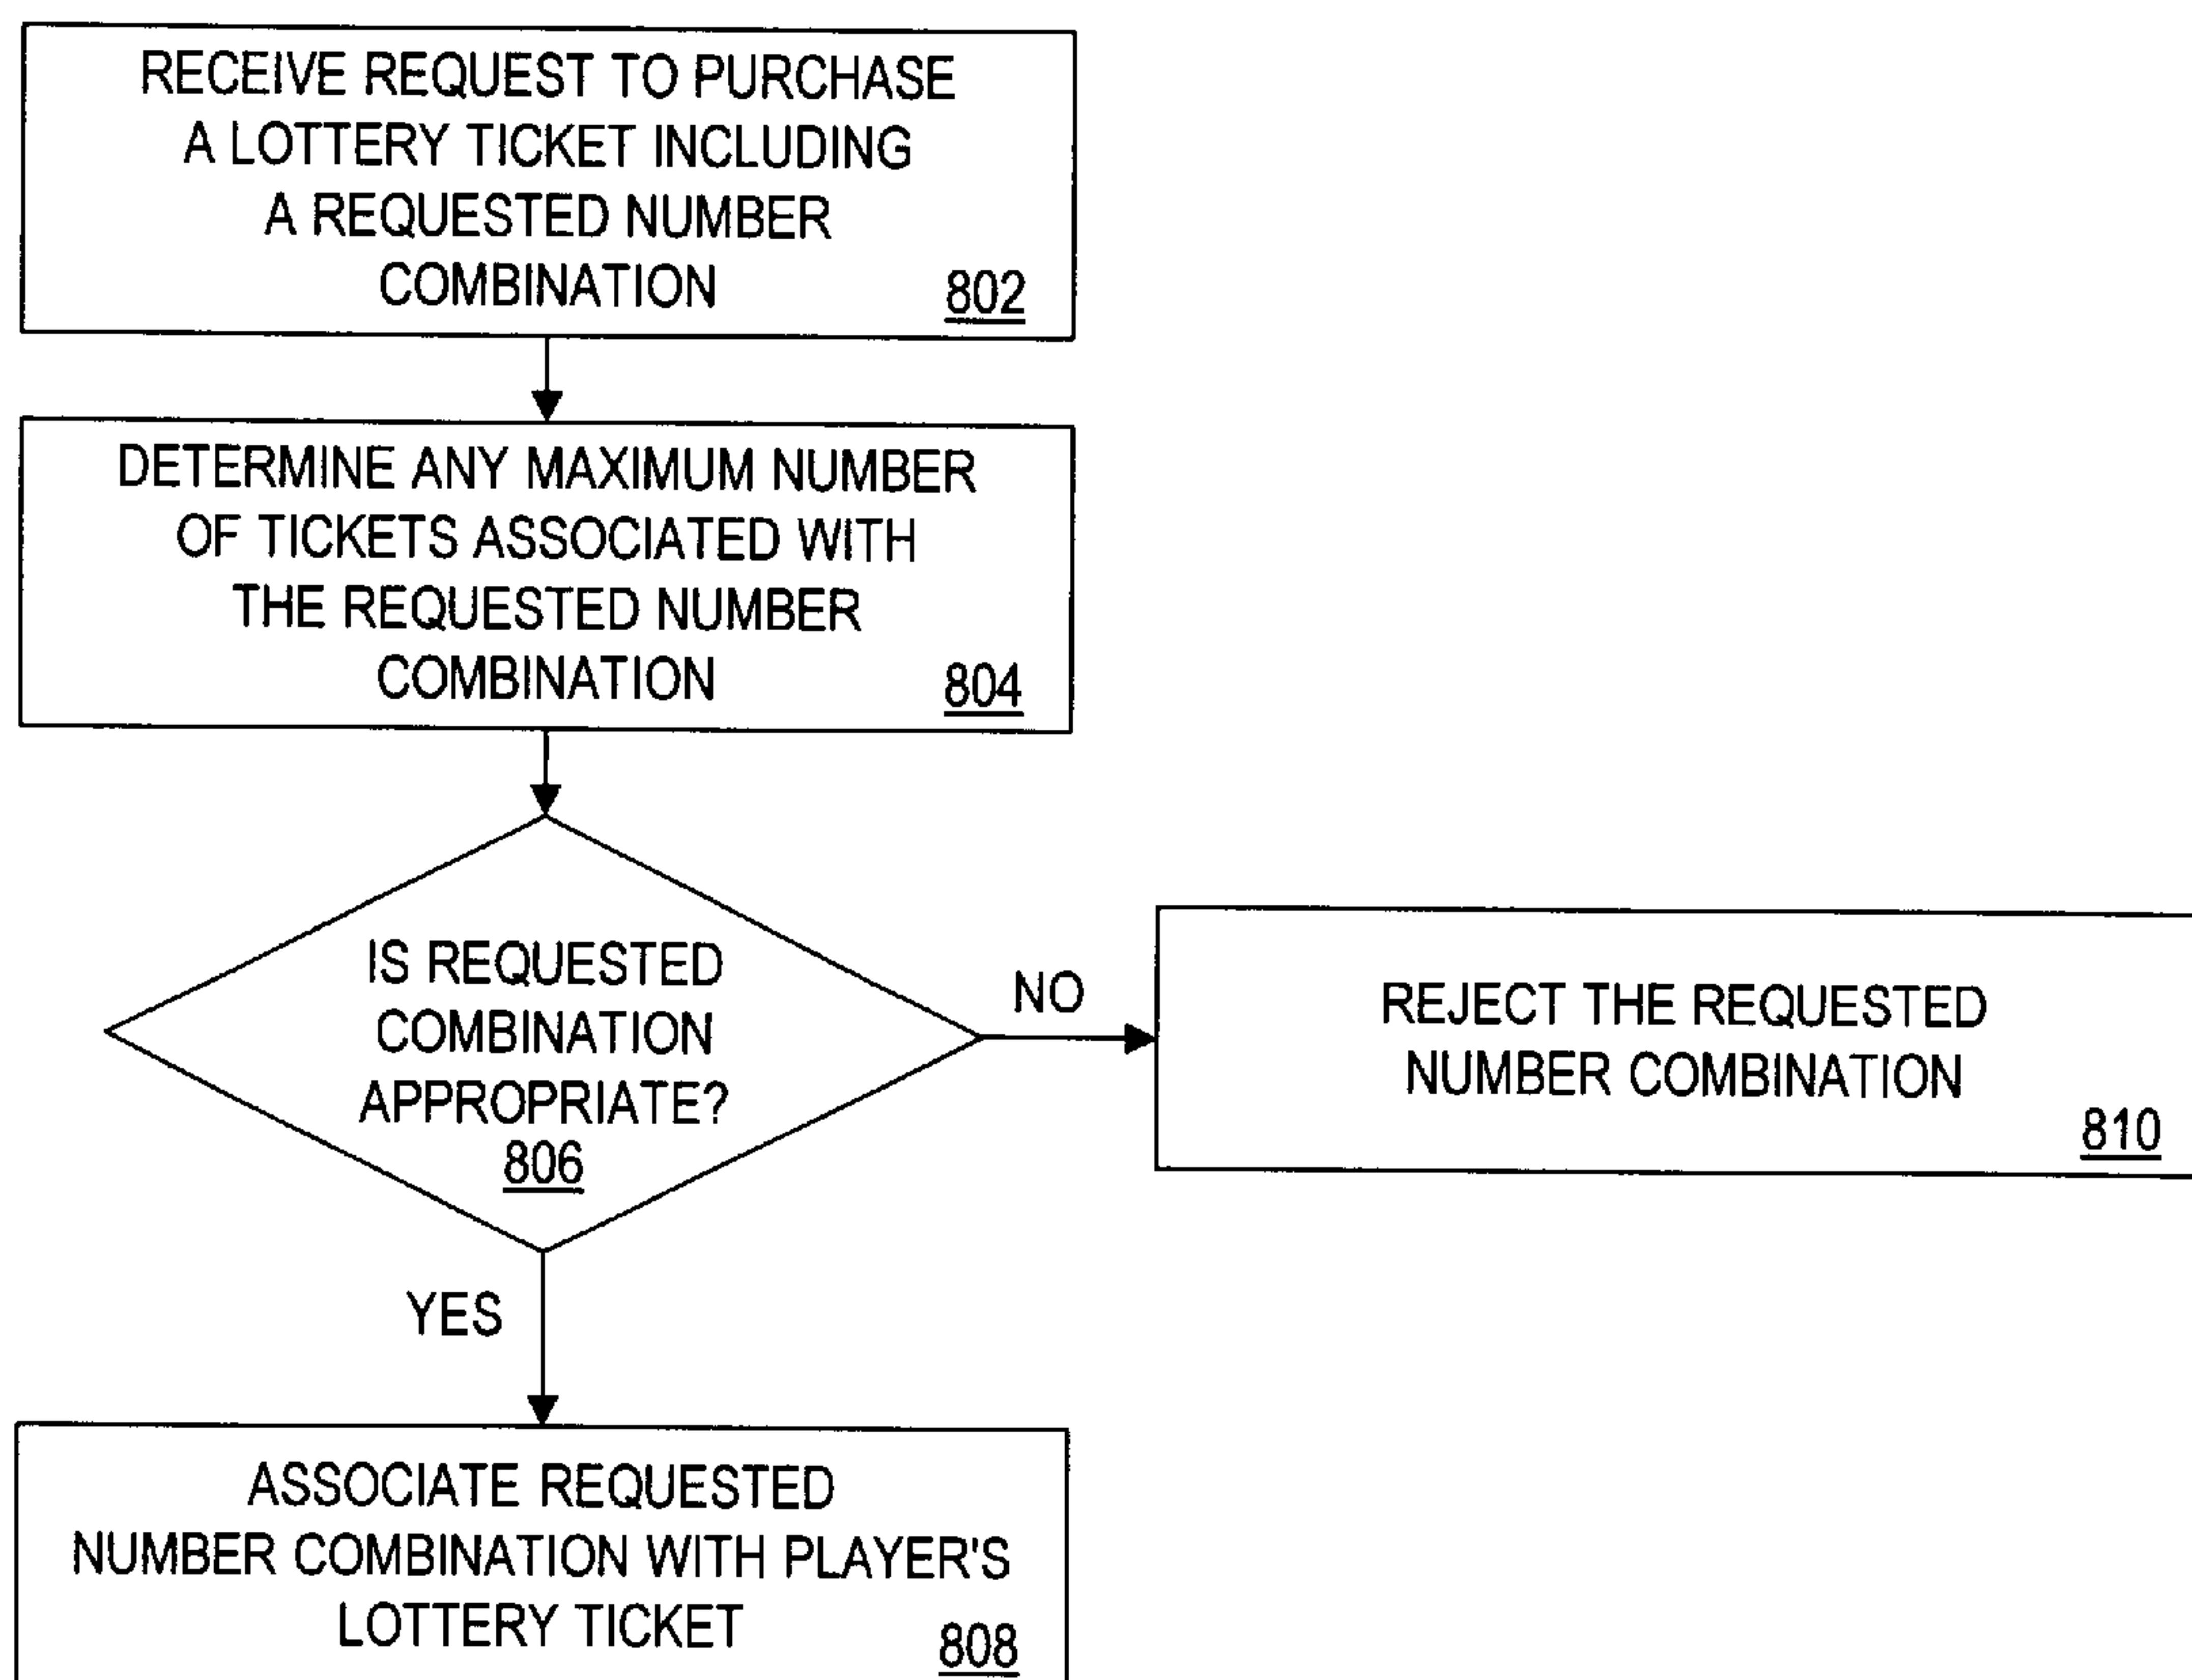 RECEIVE REQUEST TO PURCHASE
A LOTTERY TICKET INCLUDING
A REQUESTED NUMBER
COMBINATION
802
DETERMINE ANY MAXIMUM NUMBER
OF TICKETS ASSOCIATED WITH
THE REQUESTED NUMBER
COMBINATION
804
IS REQUESTED
COMBINATION
APPROPRIATE?
806
NO
REJECT THE REQUESTED
NUMBER COMBINATION
810
YES
ASSOCIATE REQUESTED
NUMBER COMBINATION WITH PLAYER'S
LOTTERY TICKET
808